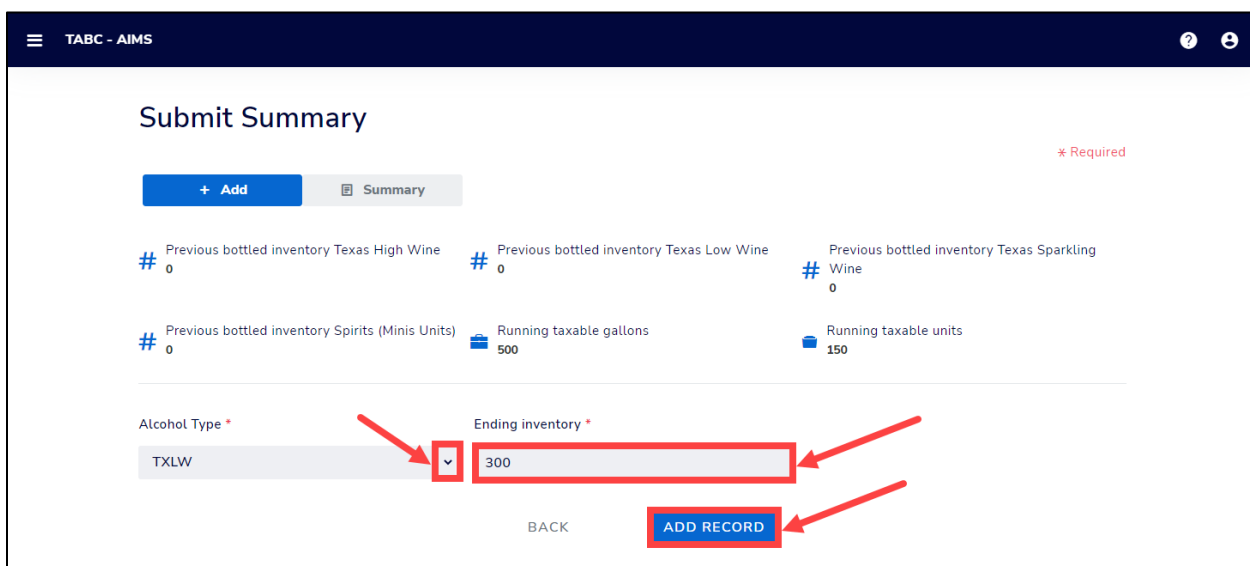 TABC - AIMS
Submit Summary
* Required
+ Add
Summary
# Previous bottled inventory Texas High Wine
0
# Previous bottled inventory Texas Low Wine
0
# Previous bottled inventory Texas Sparkling
Wine
0
# Previous bottled inventory Spirits (Minis Units)
0
Running taxable gallons
500
Running taxable units
150
Alcohol Type *
TXLW
Ending inventory *
300
BACK
ADD RECORD